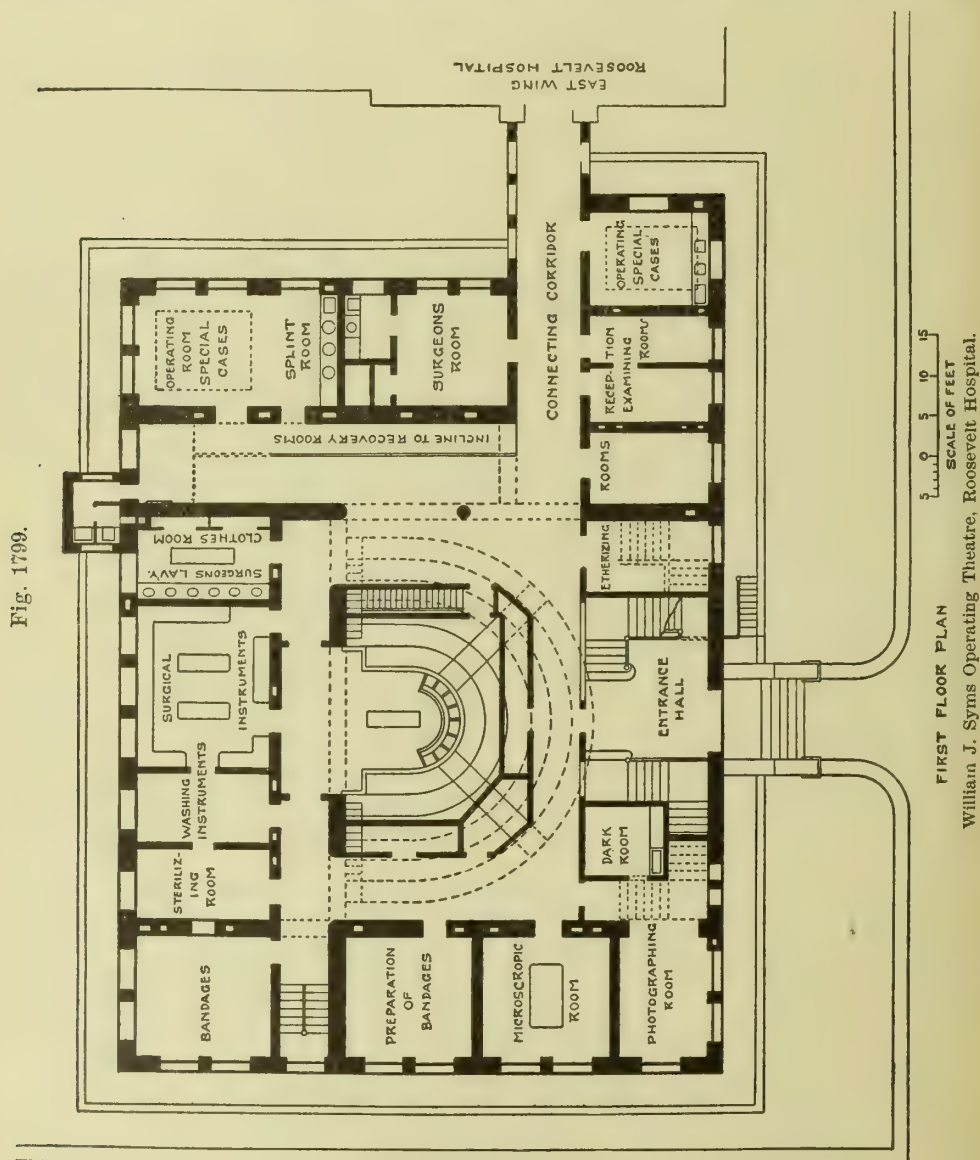 Fig. 1799.
EAST WING
ROOSEVELT HOSPITAL
OPERATING
ROOM
SPECIAL
CASES
SPLINT
ROOM
SURGEONS
ROOM
CONNECTING CORRIDOR
OPERATING
SPECIAL
CASES
RECEPTION
EXAMINING
ROOMS
ROOMS
ETHERIZING
INCLINE TO RECOVERY ROOMS
CLOTHES ROOM
SURGEONS LAVY.
SURGICAL
INSTRUMENTS
WASHING
INSTRUMENTS
STERILIZ-
ING
ROOM
BANDAGES
PREPARATION
OF
BANDAGES
MICROSCROPIC
ROOM
PHOTOGRAPHING
ROOM
DARK
ROOM
ENTRANCE
HALL
5 0 5 10 15
SCALE OF FEET
FIRST FLOOR PLAN
William J. Syms Operating Theatre, Roosevelt Hospital.